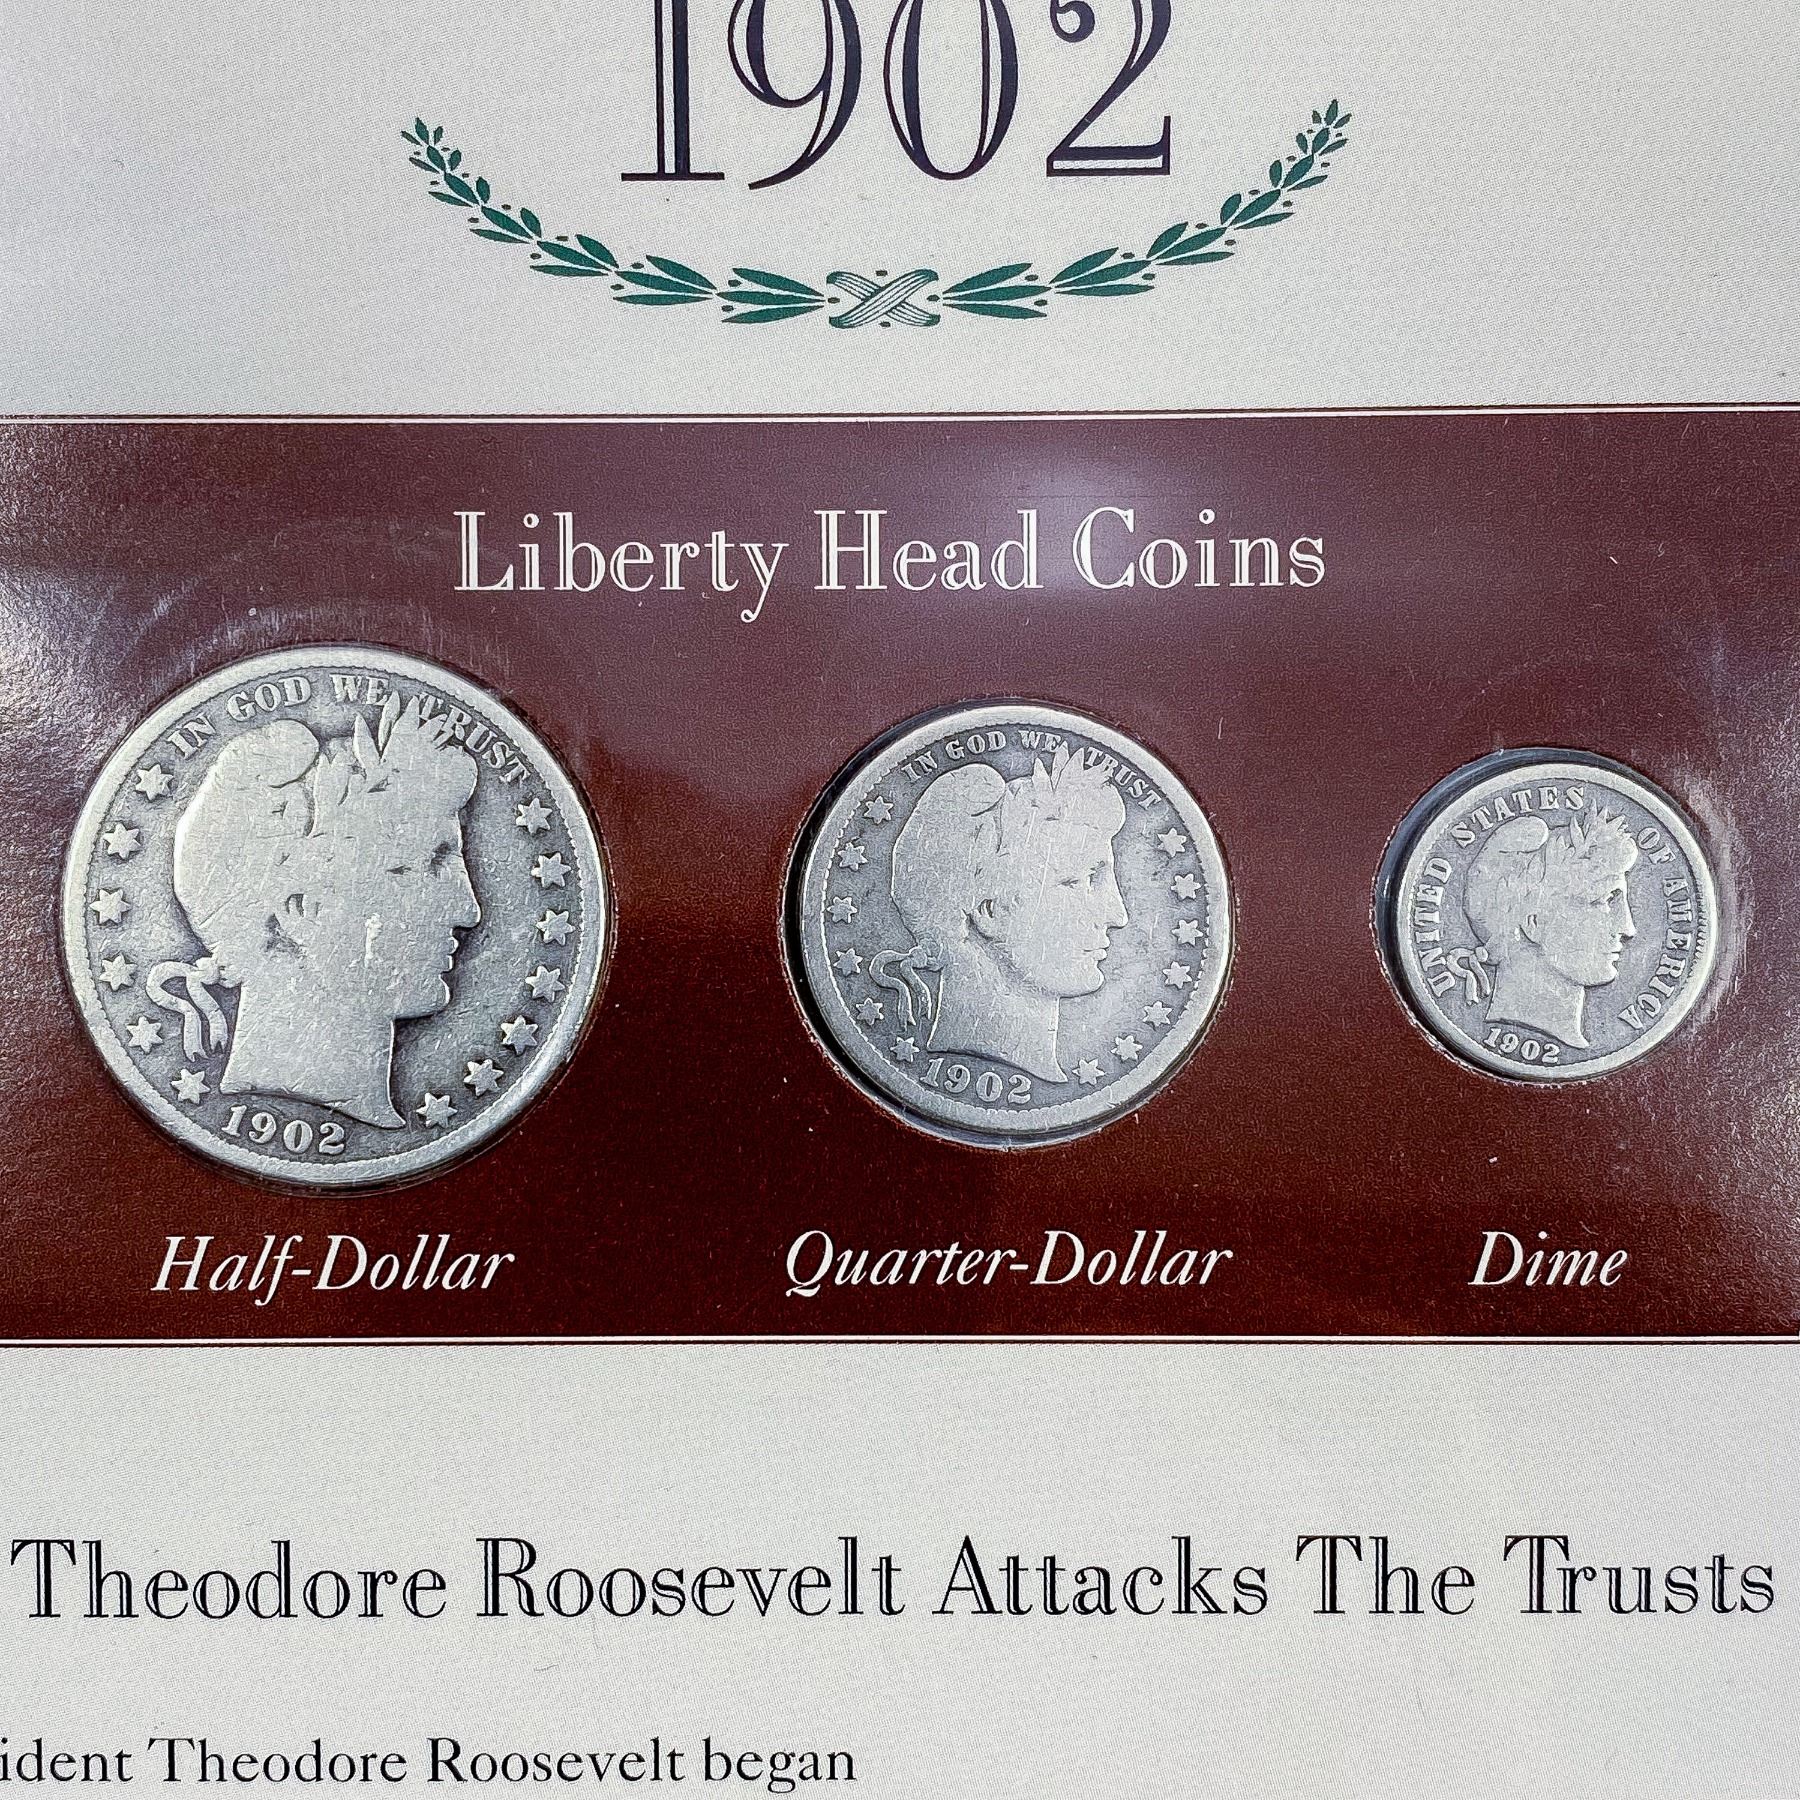 1902
Liberty Head Coins
IN GOD WE TRUST
1902
IN GOD WE TRUST
1902
UNITED STATES OF AMERICA
1902
Half-Dollar
Quarter-Dollar
Dime
Theodore Roosevelt Attacks The Trusts
ident Theodore Roosevelt began